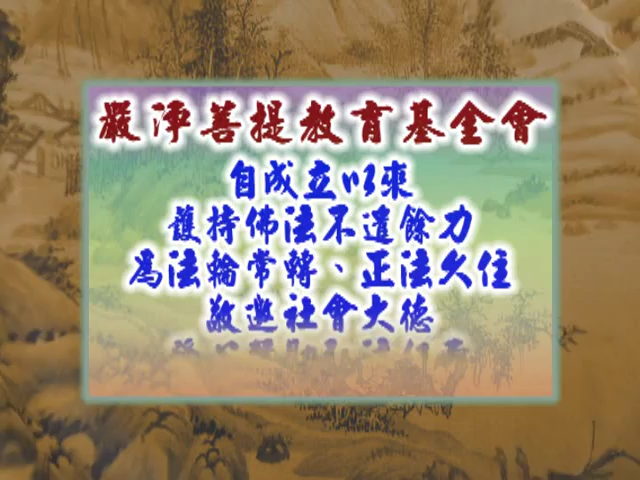 嚴淨菩提教育基金會
自成立以來
護持佛法不遺餘力
為法輪常轉、正法久住
敬邀社會大德